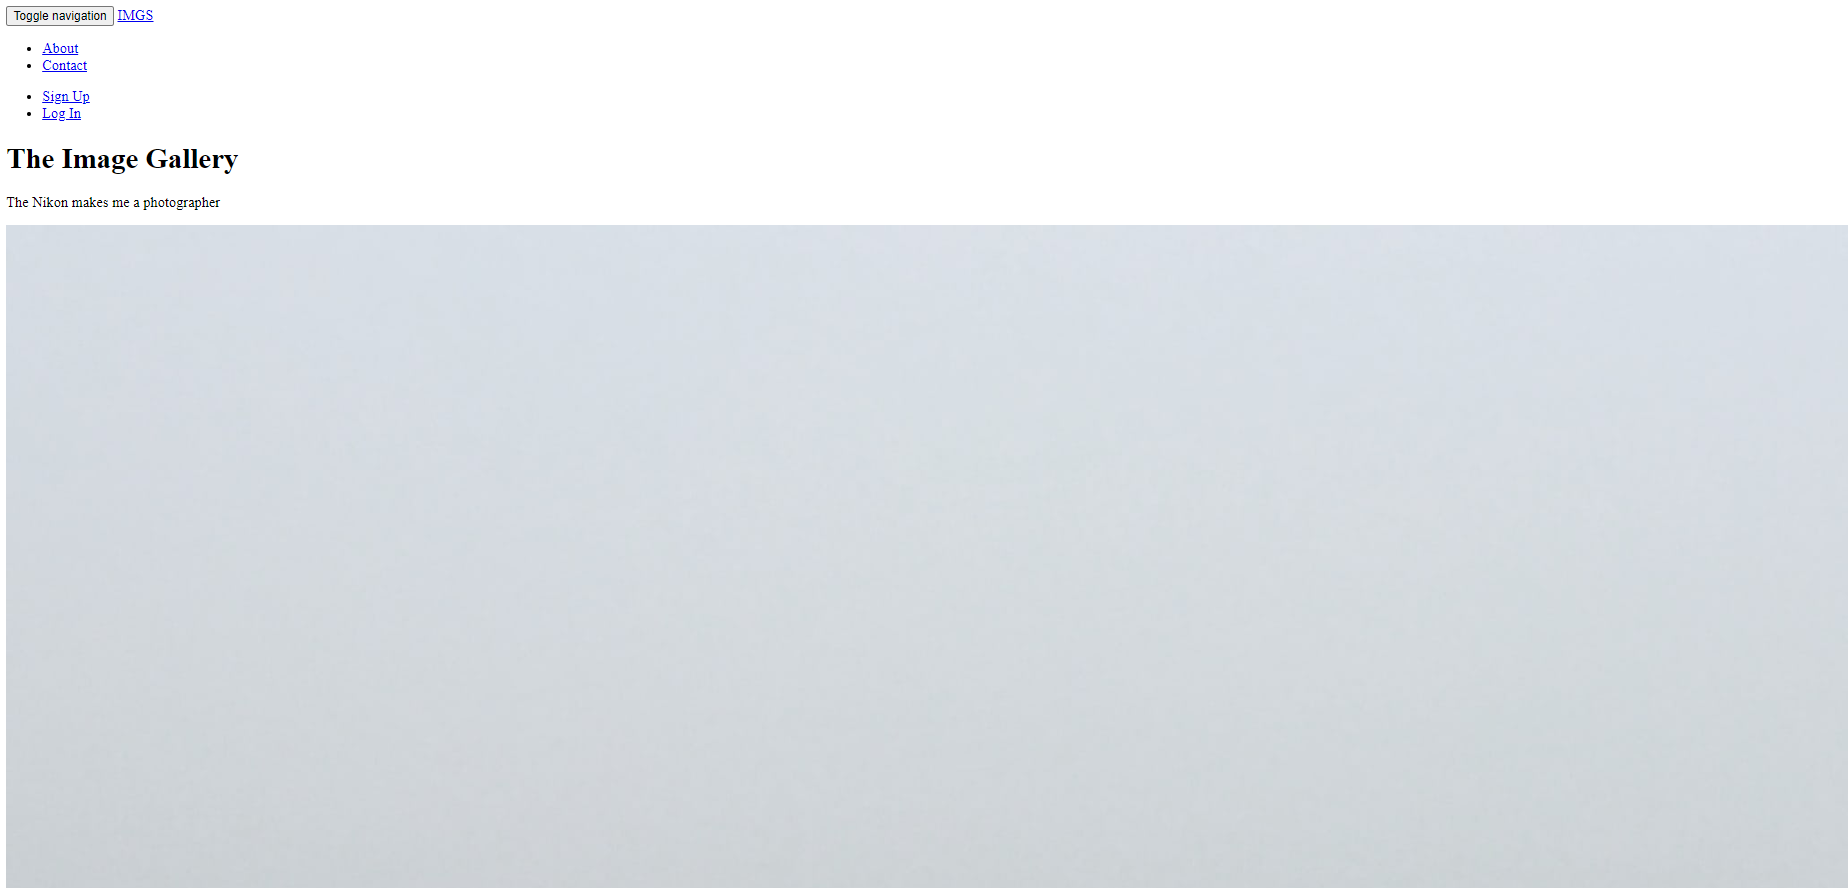 Toggle navigation IMGS
About
Contact
Sign Up
Log In
The Image Gallery
The Nikon makes me a photographer